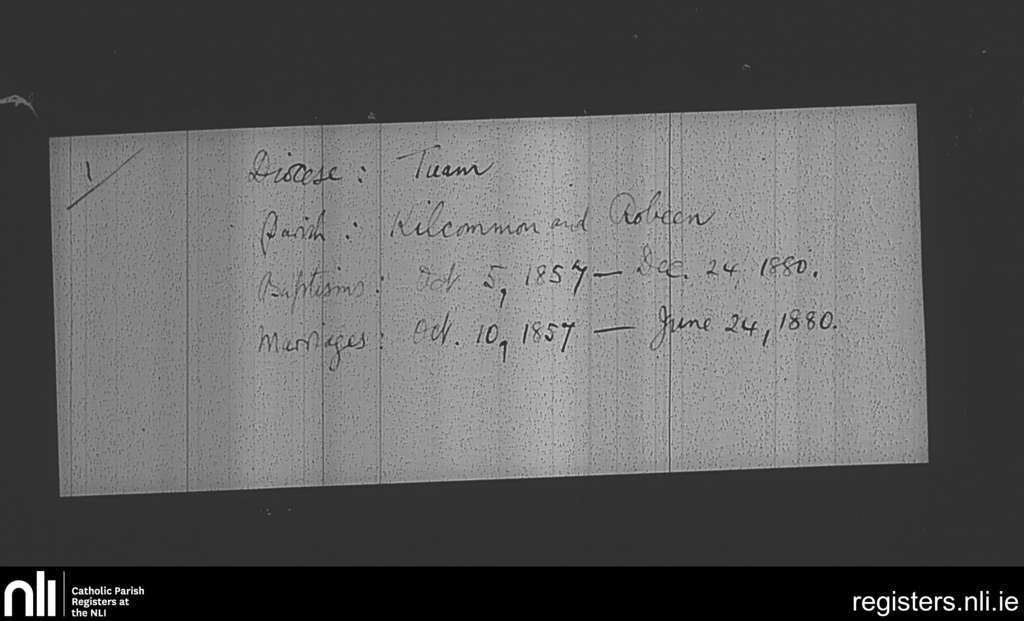 1/
Diocese: Tuam
Parish: Kilcommon and Robeen
Baptisms: Oct. 5, 1857 — Dec. 24, 1880.
Marriages: Oct. 10, 1857 — June 24, 1880.
nli
Catholic Parish
Registers at
the NLI
registers.nli.ie